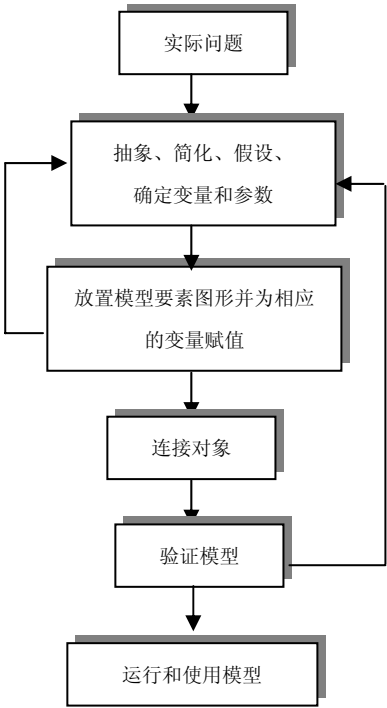 实际问题
抽象、简化、假设、
确定变量和参数
放置模型要素图形并为相应
的变量赋值
连接对象
验证模型
运行和使用模型